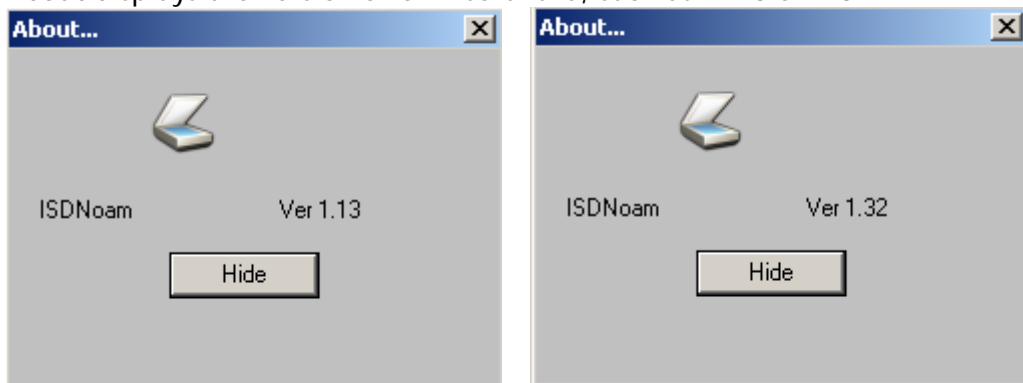 About...
ISDNoam Ver 1.13
Hide
About...
ISDNoam Ver 1.32
Hide